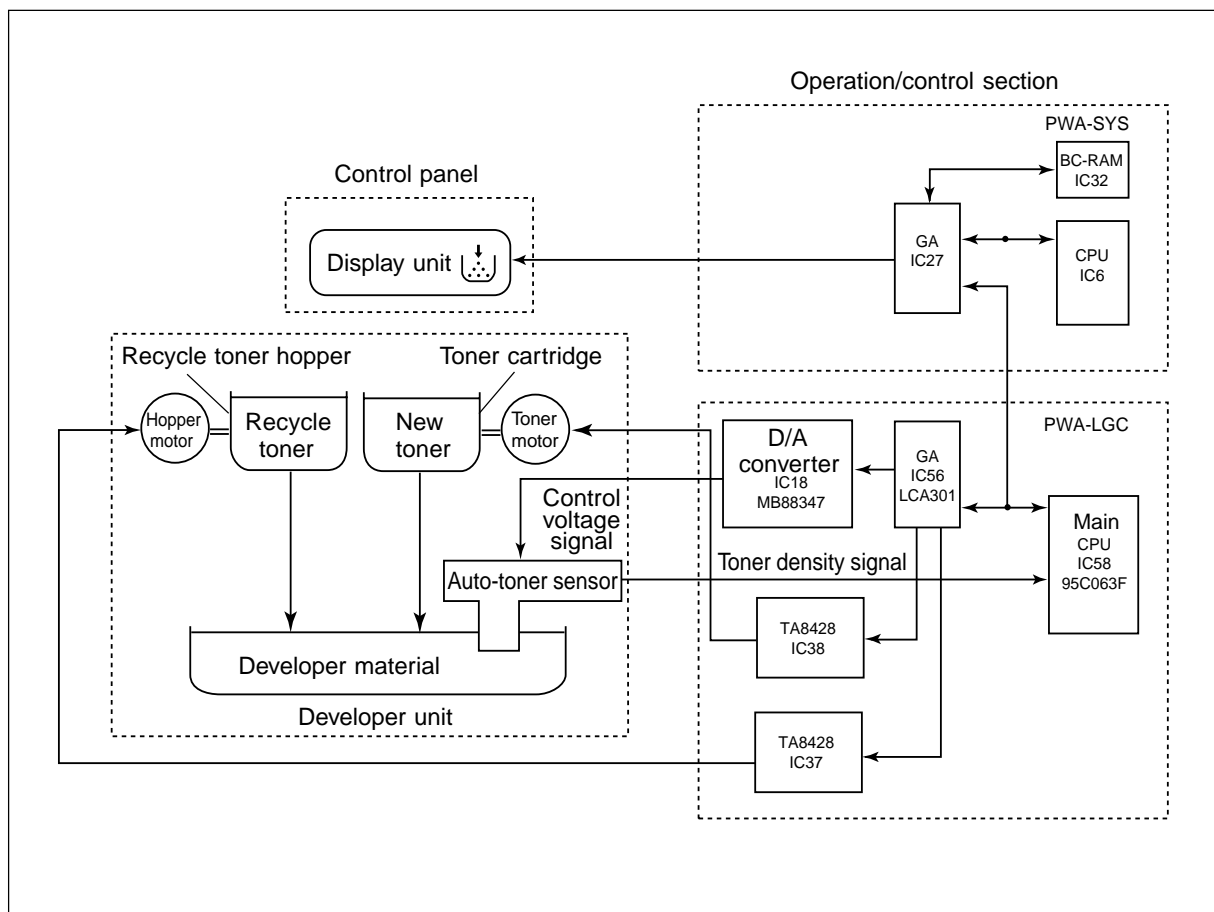 Operation/control section
PWA-SYS
BC-RAM
IC32
GA
IC27
CPU
IC6
Control panel
Display unit
Recycle toner hopper
Toner cartridge
Hopper
motor
Recycle
toner
New
toner
Toner
motor
Control
voltage
signal
Auto-toner sensor
Developer material
Developer unit
PWA-LGC
D/A
converter
IC18
MB88347
GA
IC56
LCA301
Main
CPU
IC58
95C063F
Toner density signal
TA8428
IC38
TA8428
IC37